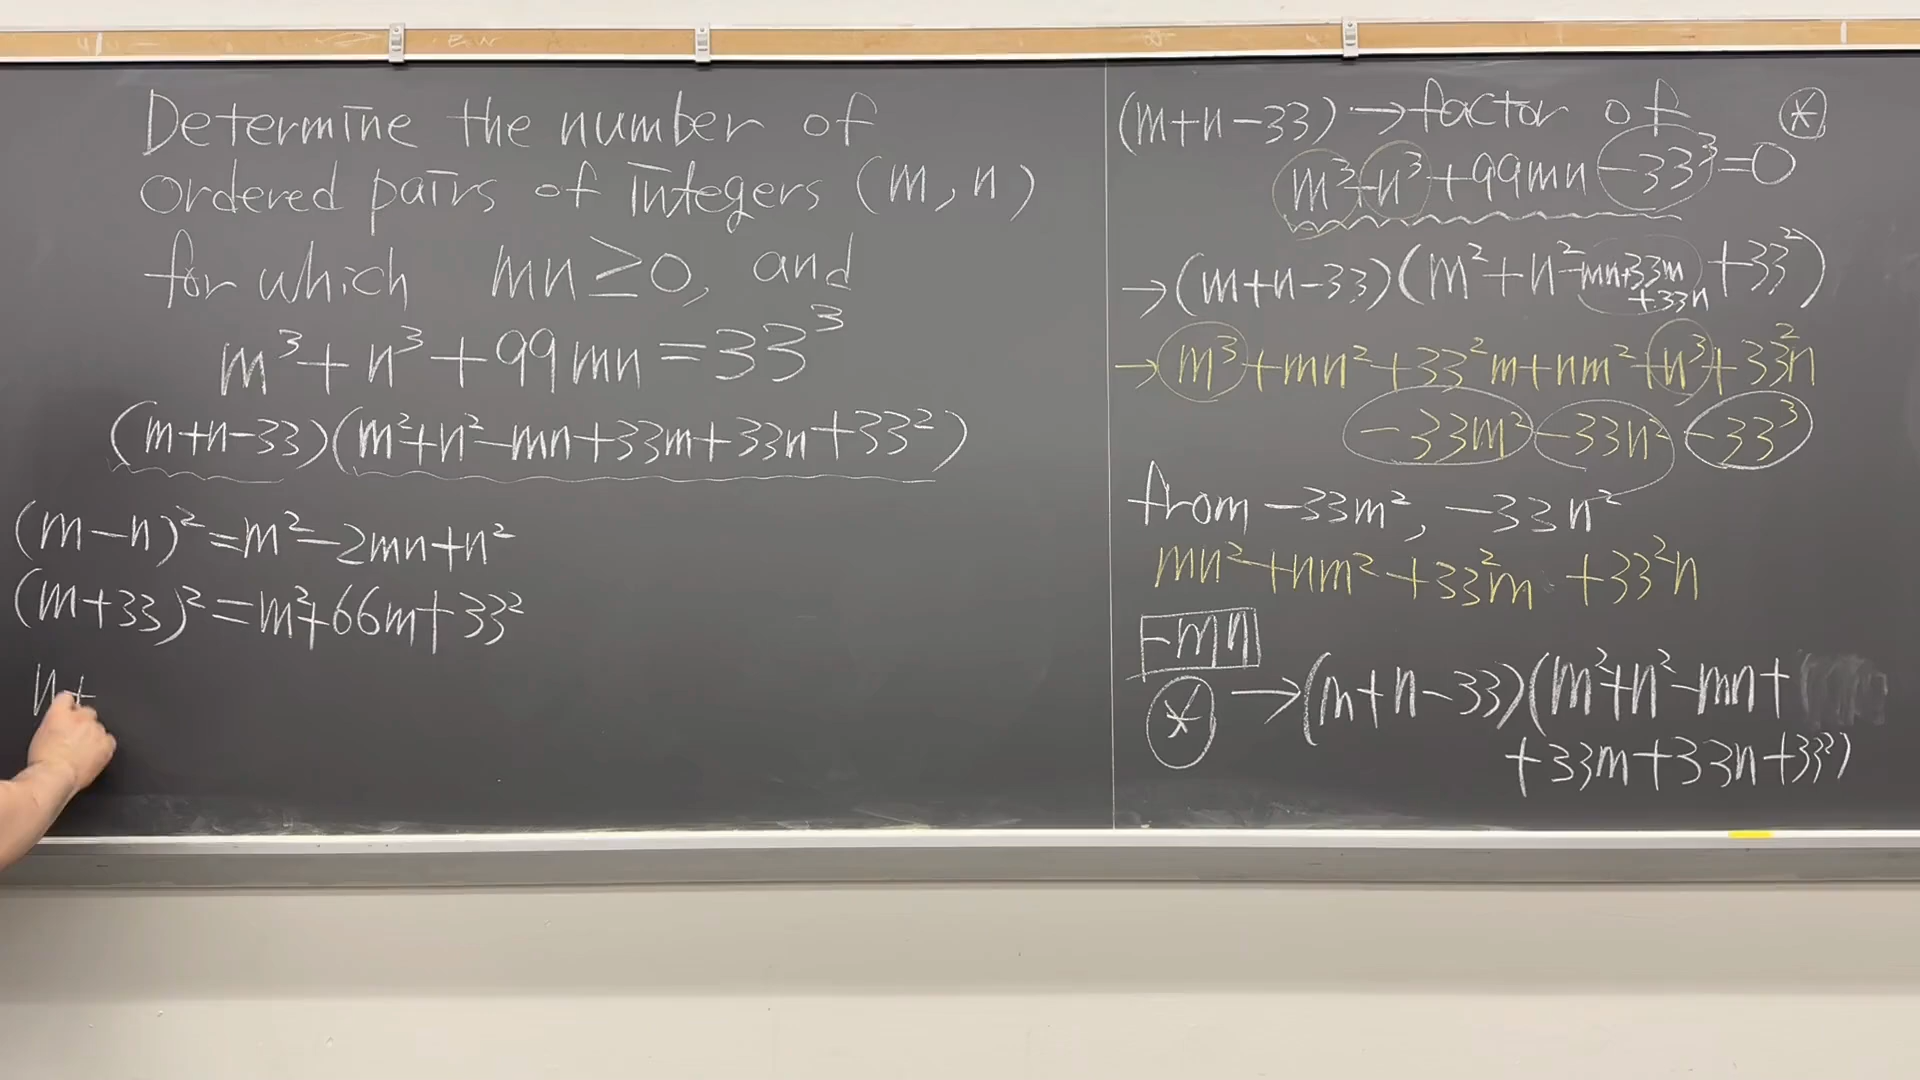 Determine the number of
ordered pairs of integers (m, n)
for which mn ≥ 0, and
m³ + n³ + 99mn = 33³
(m+n-33)(m²+n²-mn+33m+33n+33²)
(m-n)² = m²-2mn+n²
(m+33)² = m²+66m+33²
n+
(m+n-33) → factor of ⊛
m³+n³+99mn-33³=0
→(m+n-33)(m²+n²-mn+33m+33n+33²)
→ m³+mn²+33²m+nm²+n³+33²n
-33m²-33n²-33³
from -33m², -33n²
mn²+nm²+33²m+33²n
-mn
⊛ →(m+n-33)(m²+n²-mn+
+33m+33n+33²)